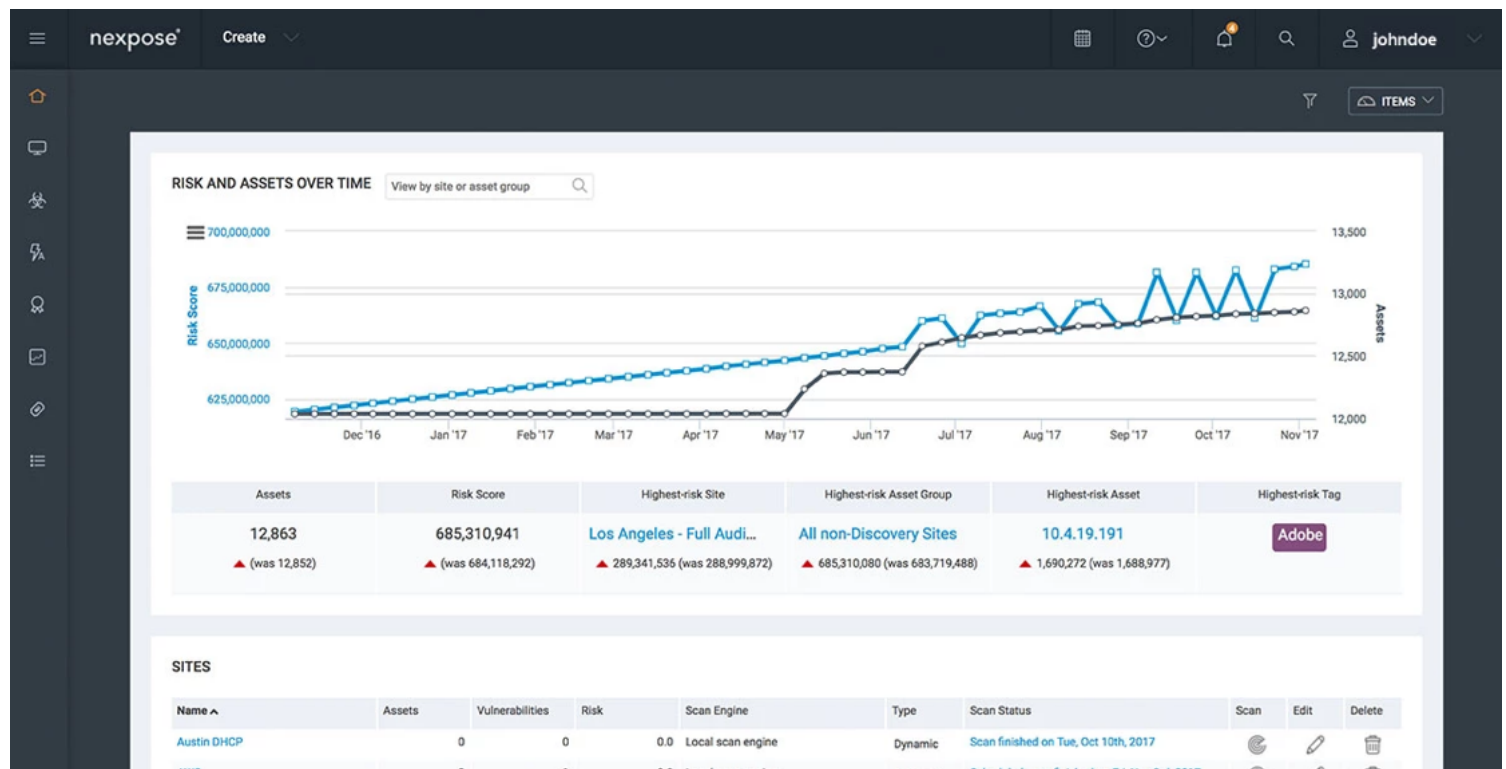 nexpose®
Create
4
johndoe
ITEMS
RISK AND ASSETS OVER TIME
View by site or asset group
700,000,000
13,500
675,000,000
13,000
Risk Score
Assets
650,000,000
12,500
625,000,000
12,000
Dec '16 Jan '17 Feb '17 Mar '17 Apr '17 May '17 Jun '17 Jul '17 Aug '17 Sep '17 Oct '17 Nov '17
Assets Risk Score Highest-risk Site Highest-risk Asset Group Highest-risk Asset Highest-risk Tag
12,863 685,310,941 Los Angeles - Full Audi... All non-Discovery Sites 10.4.19.191 Adobe
(was 12,852) (was 684,118,292) 289,341,536 (was 288,999,872) 685,310,080 (was 683,719,488) 1,690,272 (was 1,688,977)
SITES
Name Assets Vulnerabilities Risk Scan Engine Type Scan Status Scan Edit Delete
Austin DHCP 0 0 0.0 Local scan engine Dynamic Scan finished on Tue, Oct 10th, 2017